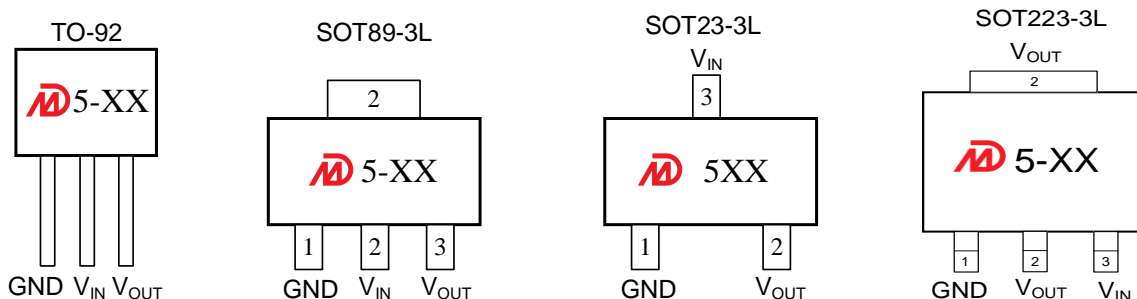 TO-92
5-XX
GND VIN VOUT
SOT89-3L
2
5-XX
1 2 3
GND VIN VOUT
SOT23-3L
VIN
3
5XX
1 2
GND VOUT
SOT223-3L
VOUT
2
5-XX
1 2 3
GND VOUT VIN